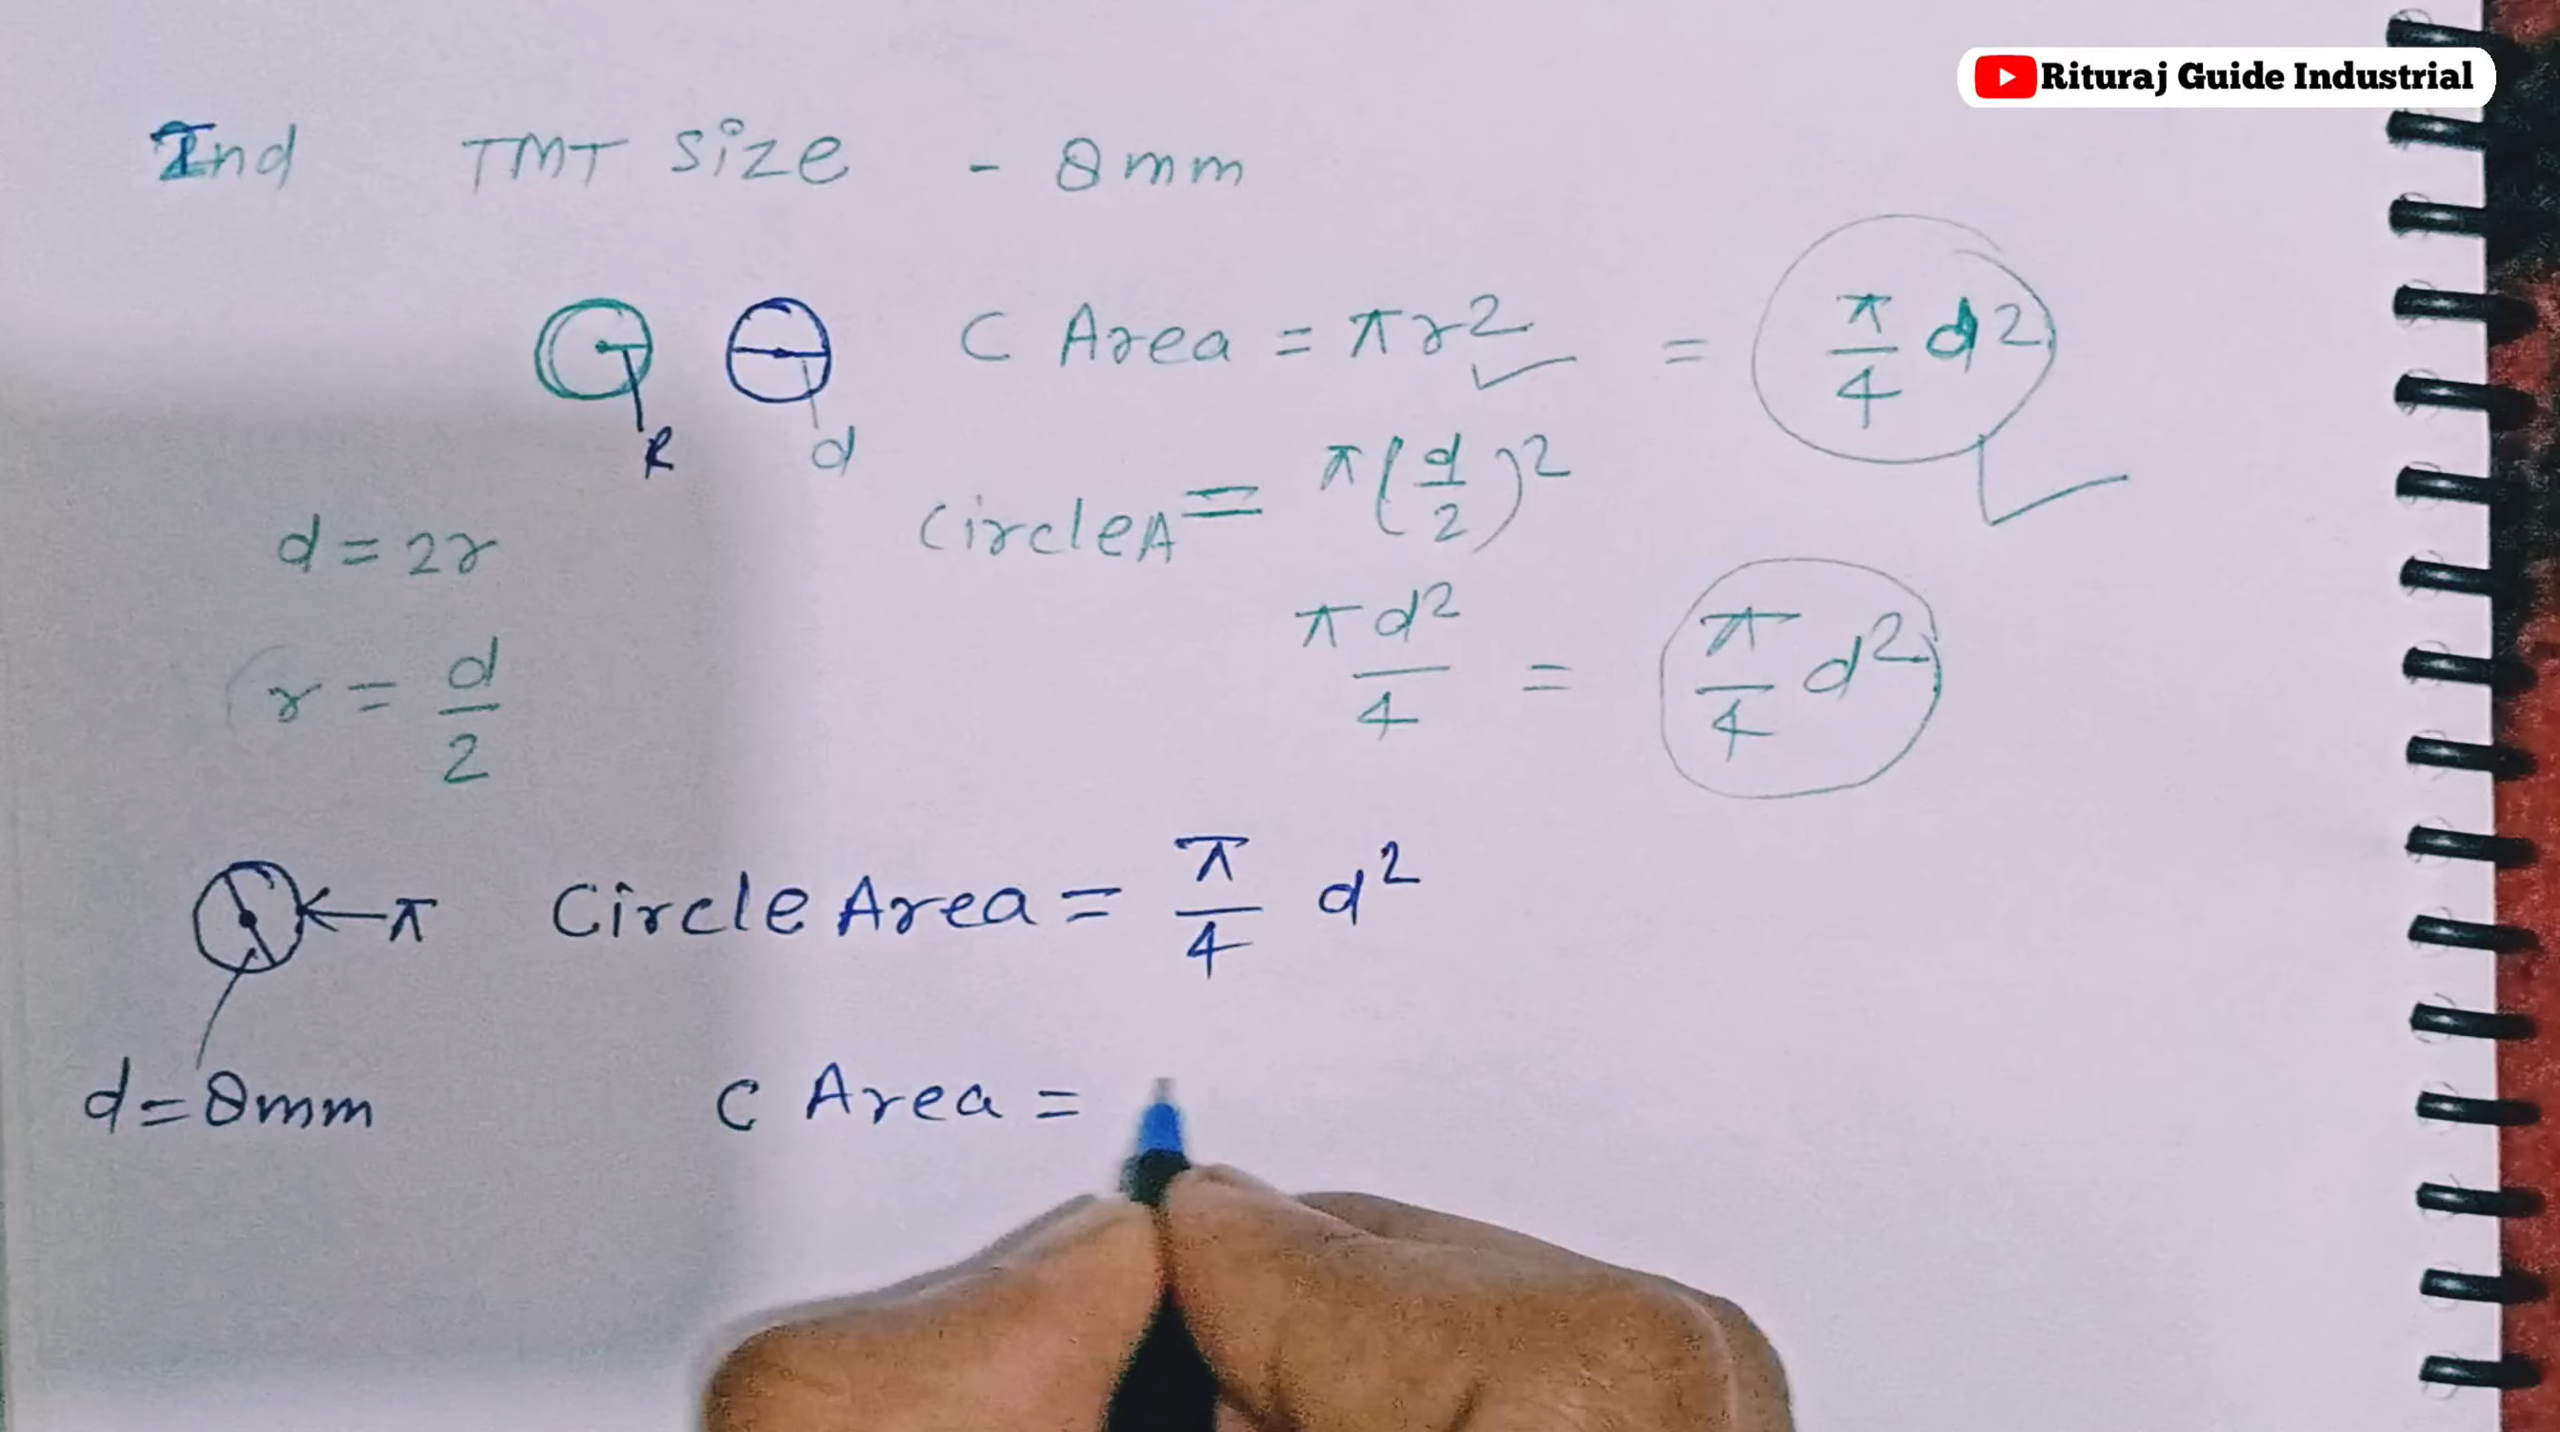 Rituraj Guide Industrial
2nd TMT size - 8mm
C Area = πr2 = π/4 d2
R d
circleA = π(d/2)2
d = 2r
πd2/4 = π/4 d2
r = d/2
π Circle Area = π/4 d2
d = 8mm C Area =